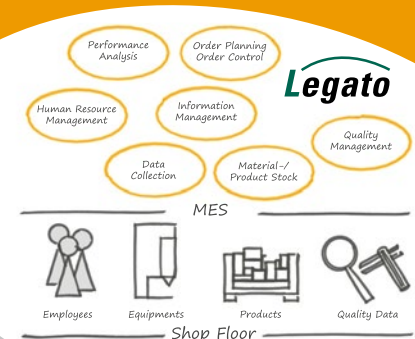 Performance
Analysis
Order Planning
Order Control
Legato
Human Resource
Management
Information
Management
Quality
Management
Data
Collection
Material-/
Product Stock
MES
Employees
Equipments
Products
Quality Data
Shop Floor